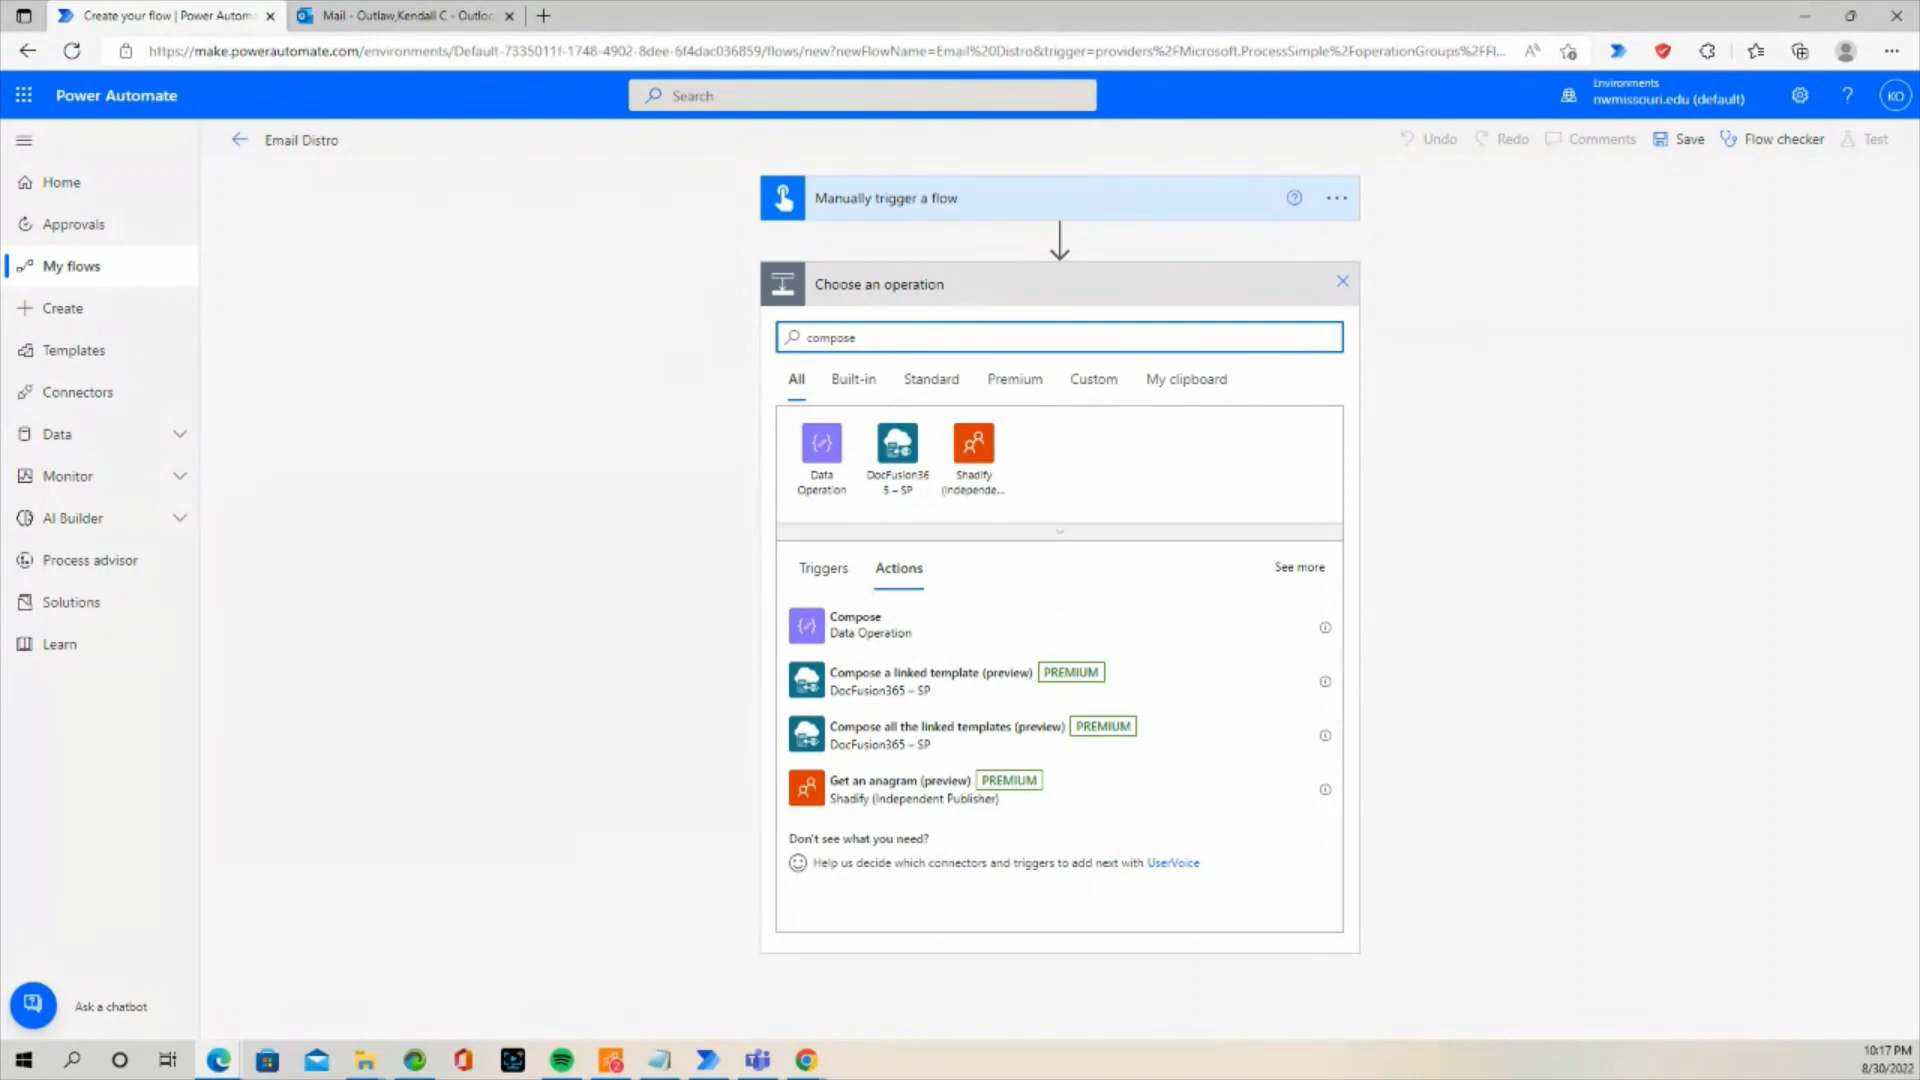 Create your flow | Power Autom
Mail - Outlaw,Kendall C - Outloo
https://make.powerautomate.com/environments/Default-7335011f-1748-4902-8dee-6f4dac036859/flows/new?newFlowName=Email%20Distro&trigger=providers%2FMicrosoft.ProcessSimple%2FoperationGroups%2FFl...
Power Automate
Search
Environments
nwmissouri.edu (default)
KO
Email Distro
Undo
Redo
Comments
Save
Flow checker
Test
Home
Approvals
My flows
Create
Templates
Connectors
Data
Monitor
AI Builder
Process advisor
Solutions
Learn
Ask a chatbot
Manually trigger a flow
Choose an operation
compose
All
Built-in
Standard
Premium
Custom
My clipboard
Data
Operation
DocFusion36
5 – SP
Shadify
(Independe...
Triggers
Actions
See more
Compose
Data Operation
Compose a linked template (preview) PREMIUM
DocFusion365 – SP
Compose all the linked templates (preview) PREMIUM
DocFusion365 – SP
Get an anagram (preview) PREMIUM
Shadify (Independent Publisher)
Don't see what you need?
Help us decide which connectors and triggers to add next with UserVoice
2
10:17 PM
8/30/2022